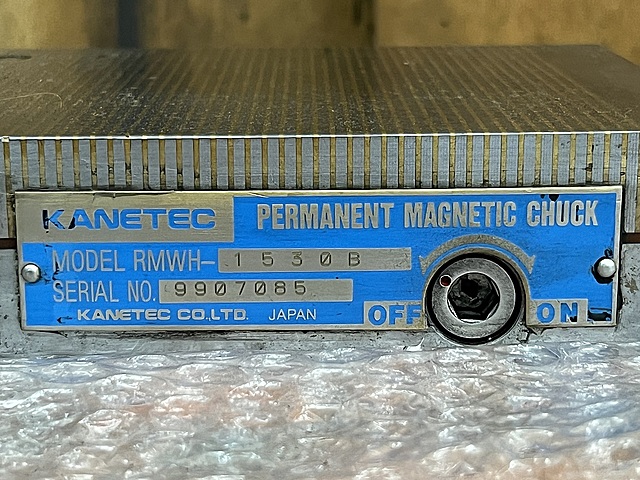 KANETEC
PERMANENT MAGNETIC CHUCK
MODEL RMWH-1530B
SERIAL NO. 9907085
KANETEC CO.,LTD. JAPAN
OFF ON